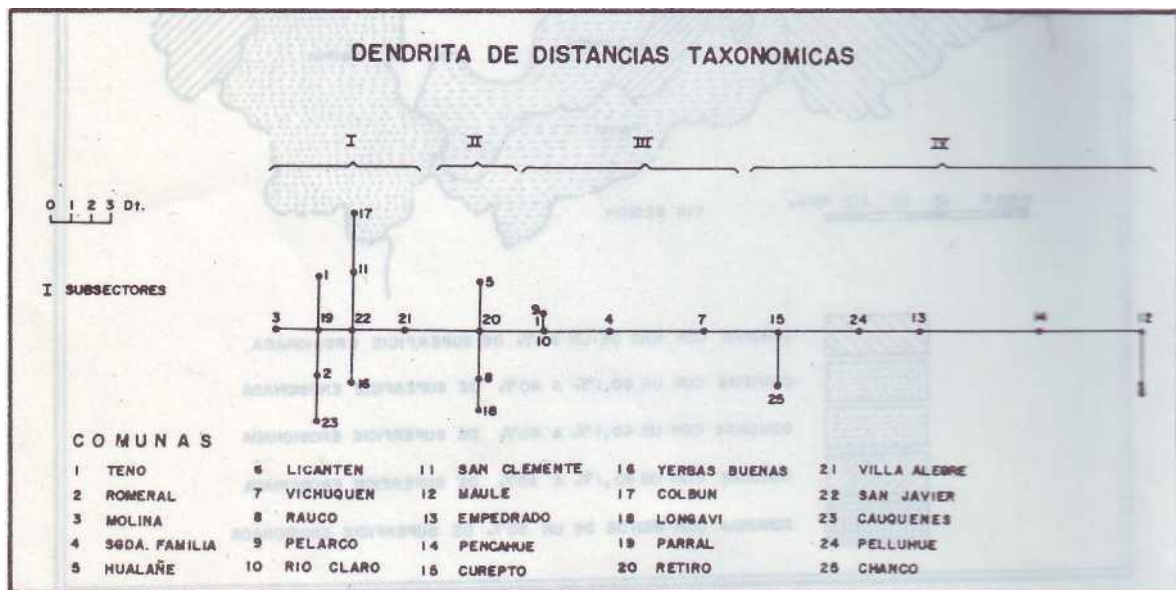 DENDRITA DE DISTANCIAS TAXONOMICAS
I II III IV
0 1 2 3 Dt.
I SUBSECTORES
17
1 11 5 9
3 19 22 21 20 1 4 7 15 24 13 14 12
10
2 16 8 25
23 18
COMUNAS
1 TENO 6 LICANTEN 11 SAN CLEMENTE 16 YERBAS BUENAS 21 VILLA ALEGRE
2 ROMERAL 7 VICHUQUEN 12 MAULE 17 COLBUN 22 SAN JAVIER
3 MOLINA 8 RAUCO 13 EMPEDRADO 18 LONGAVI 23 CAUQUENES
4 SGDA. FAMILIA 9 PELARCO 14 PENCAHUE 19 PARRAL 24 PELLUHUE
5 HUALAÑE 10 RIO CLARO 15 CUREPTO 20 RETIRO 25 CHANCO